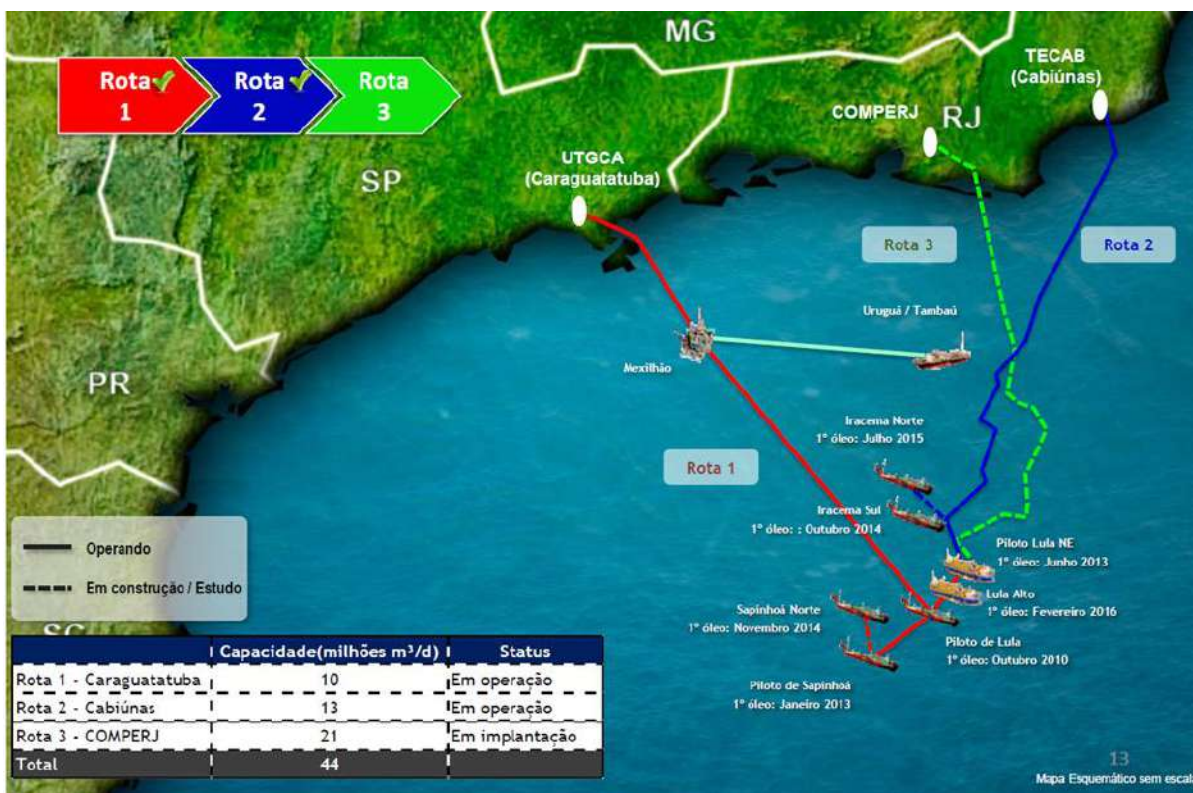 MG
TECAB
(Cabiúnas)
Rota
1
Rota
2
Rota
3
COMPERJ
RJ
UTGCA
(Caraguatatuba)
SP
Rota 3
Rota 2
Uruguá / Tambaú
Mexilhão
PR
Iracema Norte
1º óleo: Julho 2015
Rota 1
Iracema Sul
1º óleo: : Outubro 2014
Piloto Lula NE
1º óleo: Junho 2013
Lula Alto
1º óleo: Fevereiro 2016
Sapinhoá Norte
1º óleo: Novembro 2014
Piloto de Lula
1º óleo: Outubro 2010
Piloto de Sapinhoá
1º óleo: Janeiro 2013
Operando
Em construção / Estudo
SC
Capacidade(milhões m³/d) Status
Rota 1 - Caraguatatuba 10 Em operação
Rota 2 - Cabiúnas 13 Em operação
Rota 3 - COMPERJ 21 Em implantação
Total 44
13
Mapa Esquemático sem escala